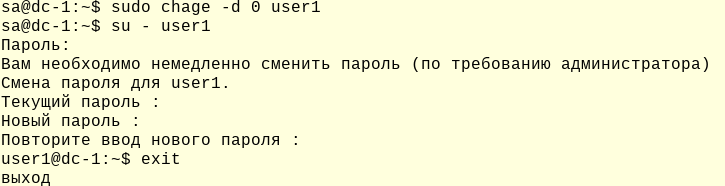 sa@dc-1:~$ sudo chage -d 0 user1
sa@dc-1:~$ su - user1
Пароль:
Вам необходимо немедленно сменить пароль (по требованию администратора)
Смена пароля для user1.
Текущий пароль :
Новый пароль :
Повторите ввод нового пароля :
user1@dc-1:~$ exit
выход